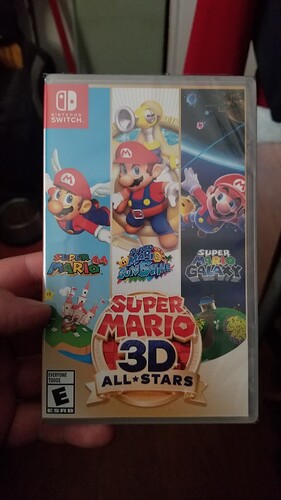 NINTENDO
SWITCH
SUPER
MARIO 64
SUPER
MARIO
SUNSHINE
SUPER
MARIO
GALAXY
SUPER
MARIO
3D
ALL★STARS
EVERYONE
E
ESRB